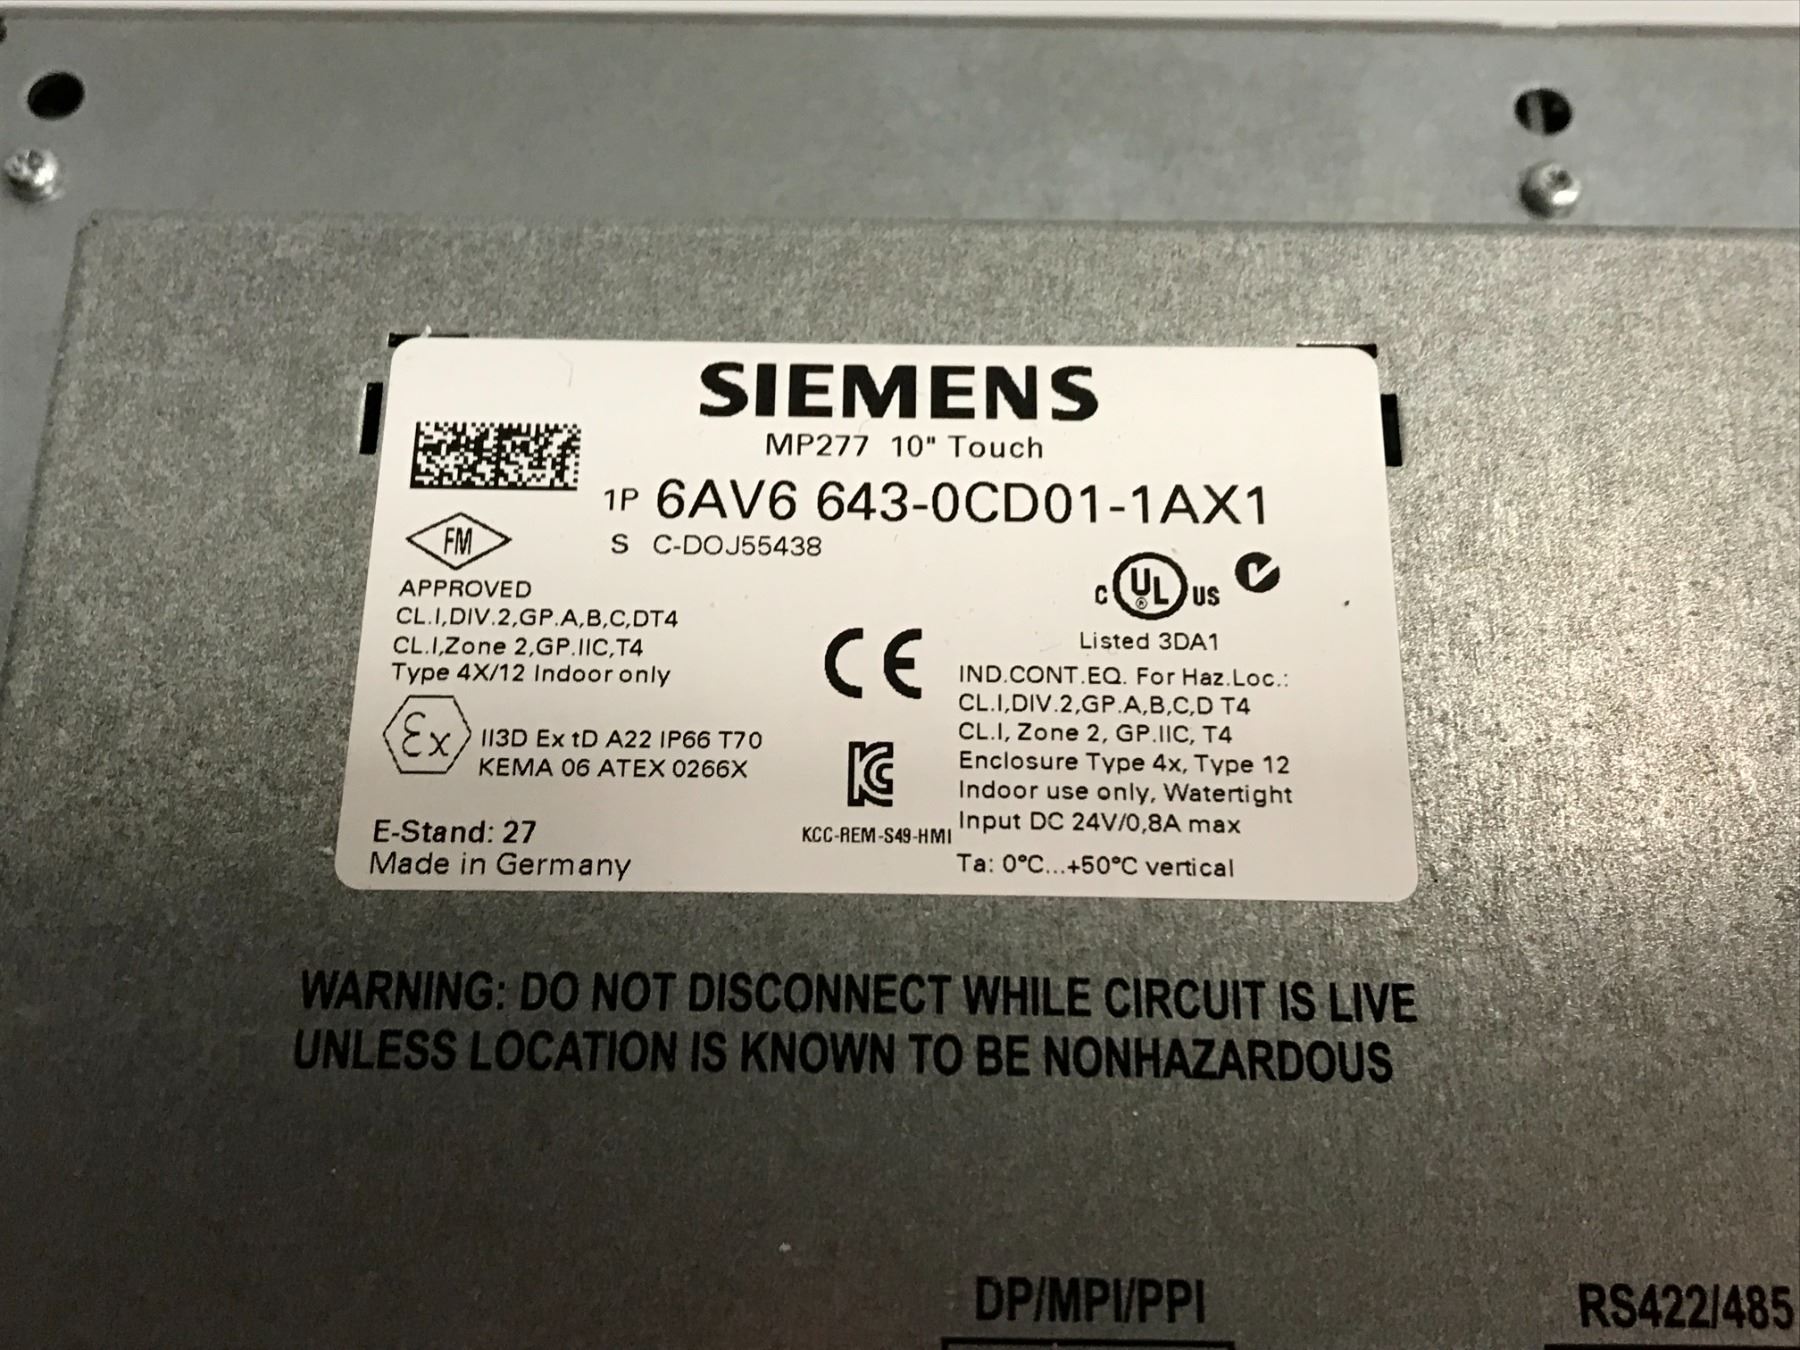 SIEMENS
MP277 10" Touch
1P 6AV6 643-0CD01-1AX1
S C-DOJ55438
FM
APPROVED
CL.I,DIV.2,GP.A,B,C,DT4
CL.I,Zone 2,GP.IIC,T4
Type 4X/12 Indoor only
Ex II3D Ex tD A22 IP66 T70
KEMA 06 ATEX 0266X
E-Stand: 27
Made in Germany
CE
KC
KCC-REM-S49-HMI
C UL ® US
Listed 3DA1
IND.CONT.EQ. For Haz.Loc.:
CL.I,DIV.2,GP.A,B,C,D T4
CL.I, Zone 2, GP.IIC, T4
Enclosure Type 4x, Type 12
Indoor use only, Watertight
Input DC 24V/0,8A max
Ta: 0°C...+50°C vertical
WARNING: DO NOT DISCONNECT WHILE CIRCUIT IS LIVE
UNLESS LOCATION IS KNOWN TO BE NONHAZARDOUS
DP/MPI/PPI
RS422/485